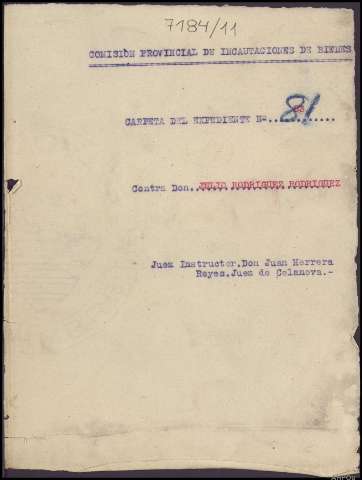 7184/11
COMISIÓN PROVINCIAL DE INCAUTACIONES DE BIENES
CARPETA DEL EXPEDIENTE Nº...81...........
Contra Don..JULIO RODRIGUEZ RODRIGUEZ
Juez Instructor,Don Juan Herrera
Reyes,Juez de Celanova.-